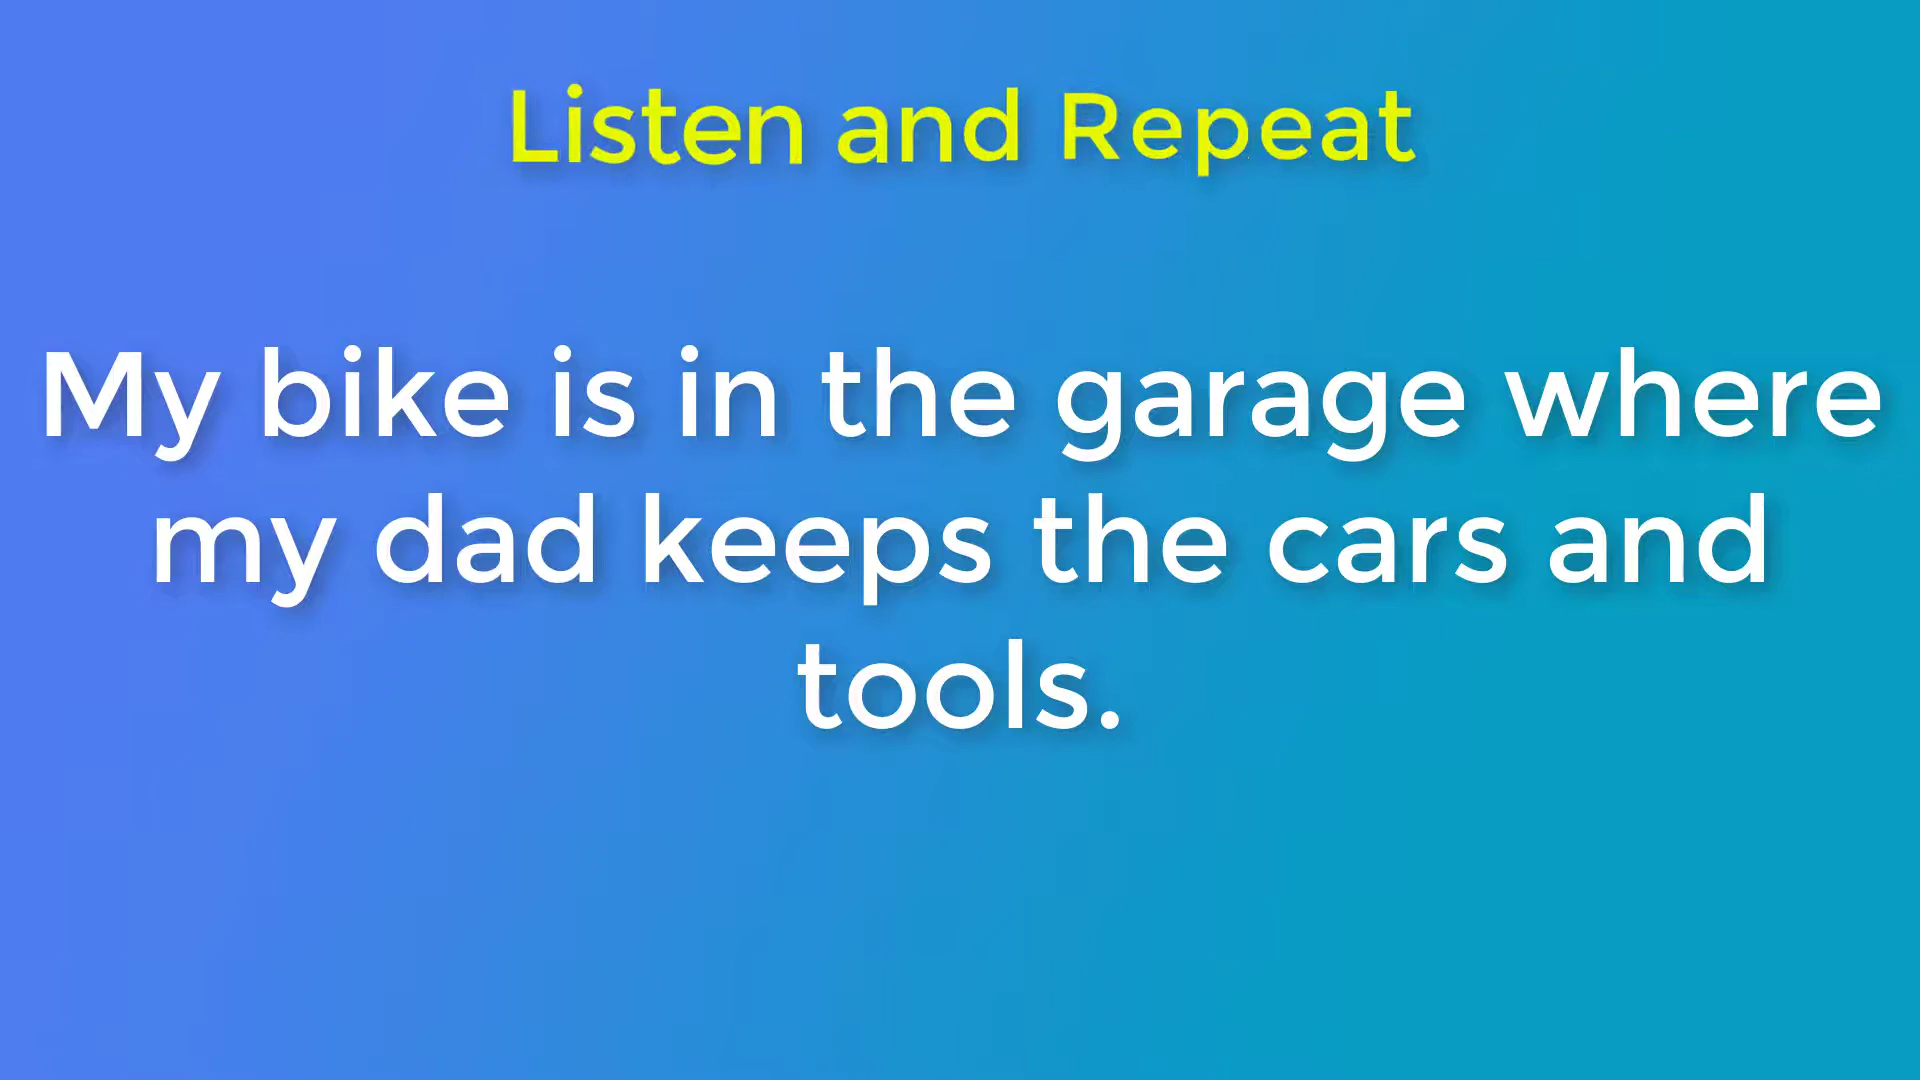 Listen and Repeat
My bike is in the garage where
my dad keeps the cars and
tools.